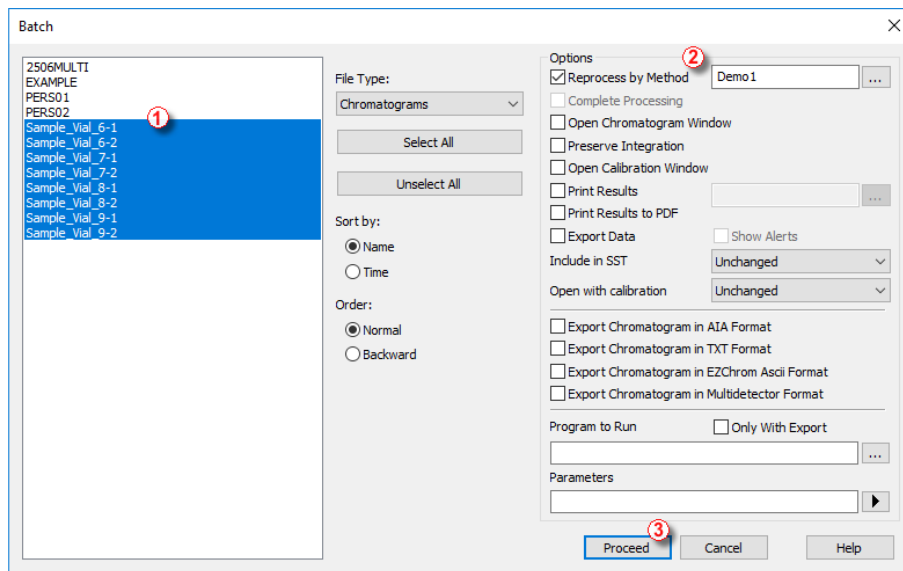 Batch
2506MULTI
EXAMPLE
PERS01
PERS02
1
Sample_Vial_6-1
Sample_Vial_6-2
Sample_Vial_7-1
Sample_Vial_7-2
Sample_Vial_8-1
Sample_Vial_8-2
Sample_Vial_9-1
Sample_Vial_9-2
File Type:
Chromatograms
Select All
Unselect All
Sort by:
Name
Time
Order:
Normal
Backward
Options
2
Reprocess by Method Demo1 ...
Complete Processing
Open Chromatogram Window
Preserve Integration
Open Calibration Window
Print Results ...
Print Results to PDF
Export Data Show Alerts
Include in SST Unchanged
Open with calibration Unchanged
Export Chromatogram in AIA Format
Export Chromatogram in TXT Format
Export Chromatogram in EZChrom Ascii Format
Export Chromatogram in Multidetector Format
Program to Run Only With Export
...
Parameters
3
Proceed Cancel Help